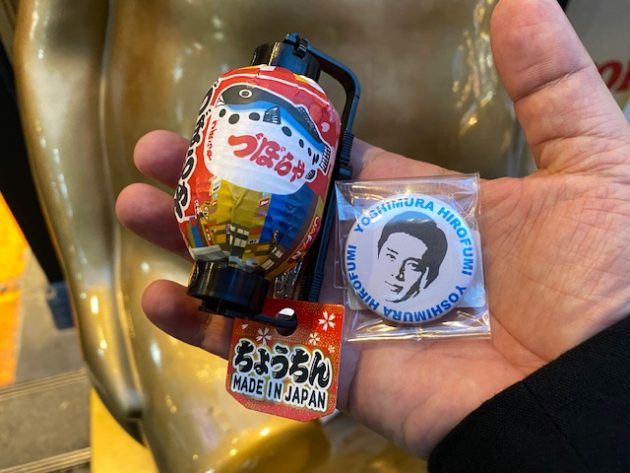 づぼらや
ちょうちん
MADE IN JAPAN
YOSHIMURA HIROFUMI YOSHIMURA HIROFUMI